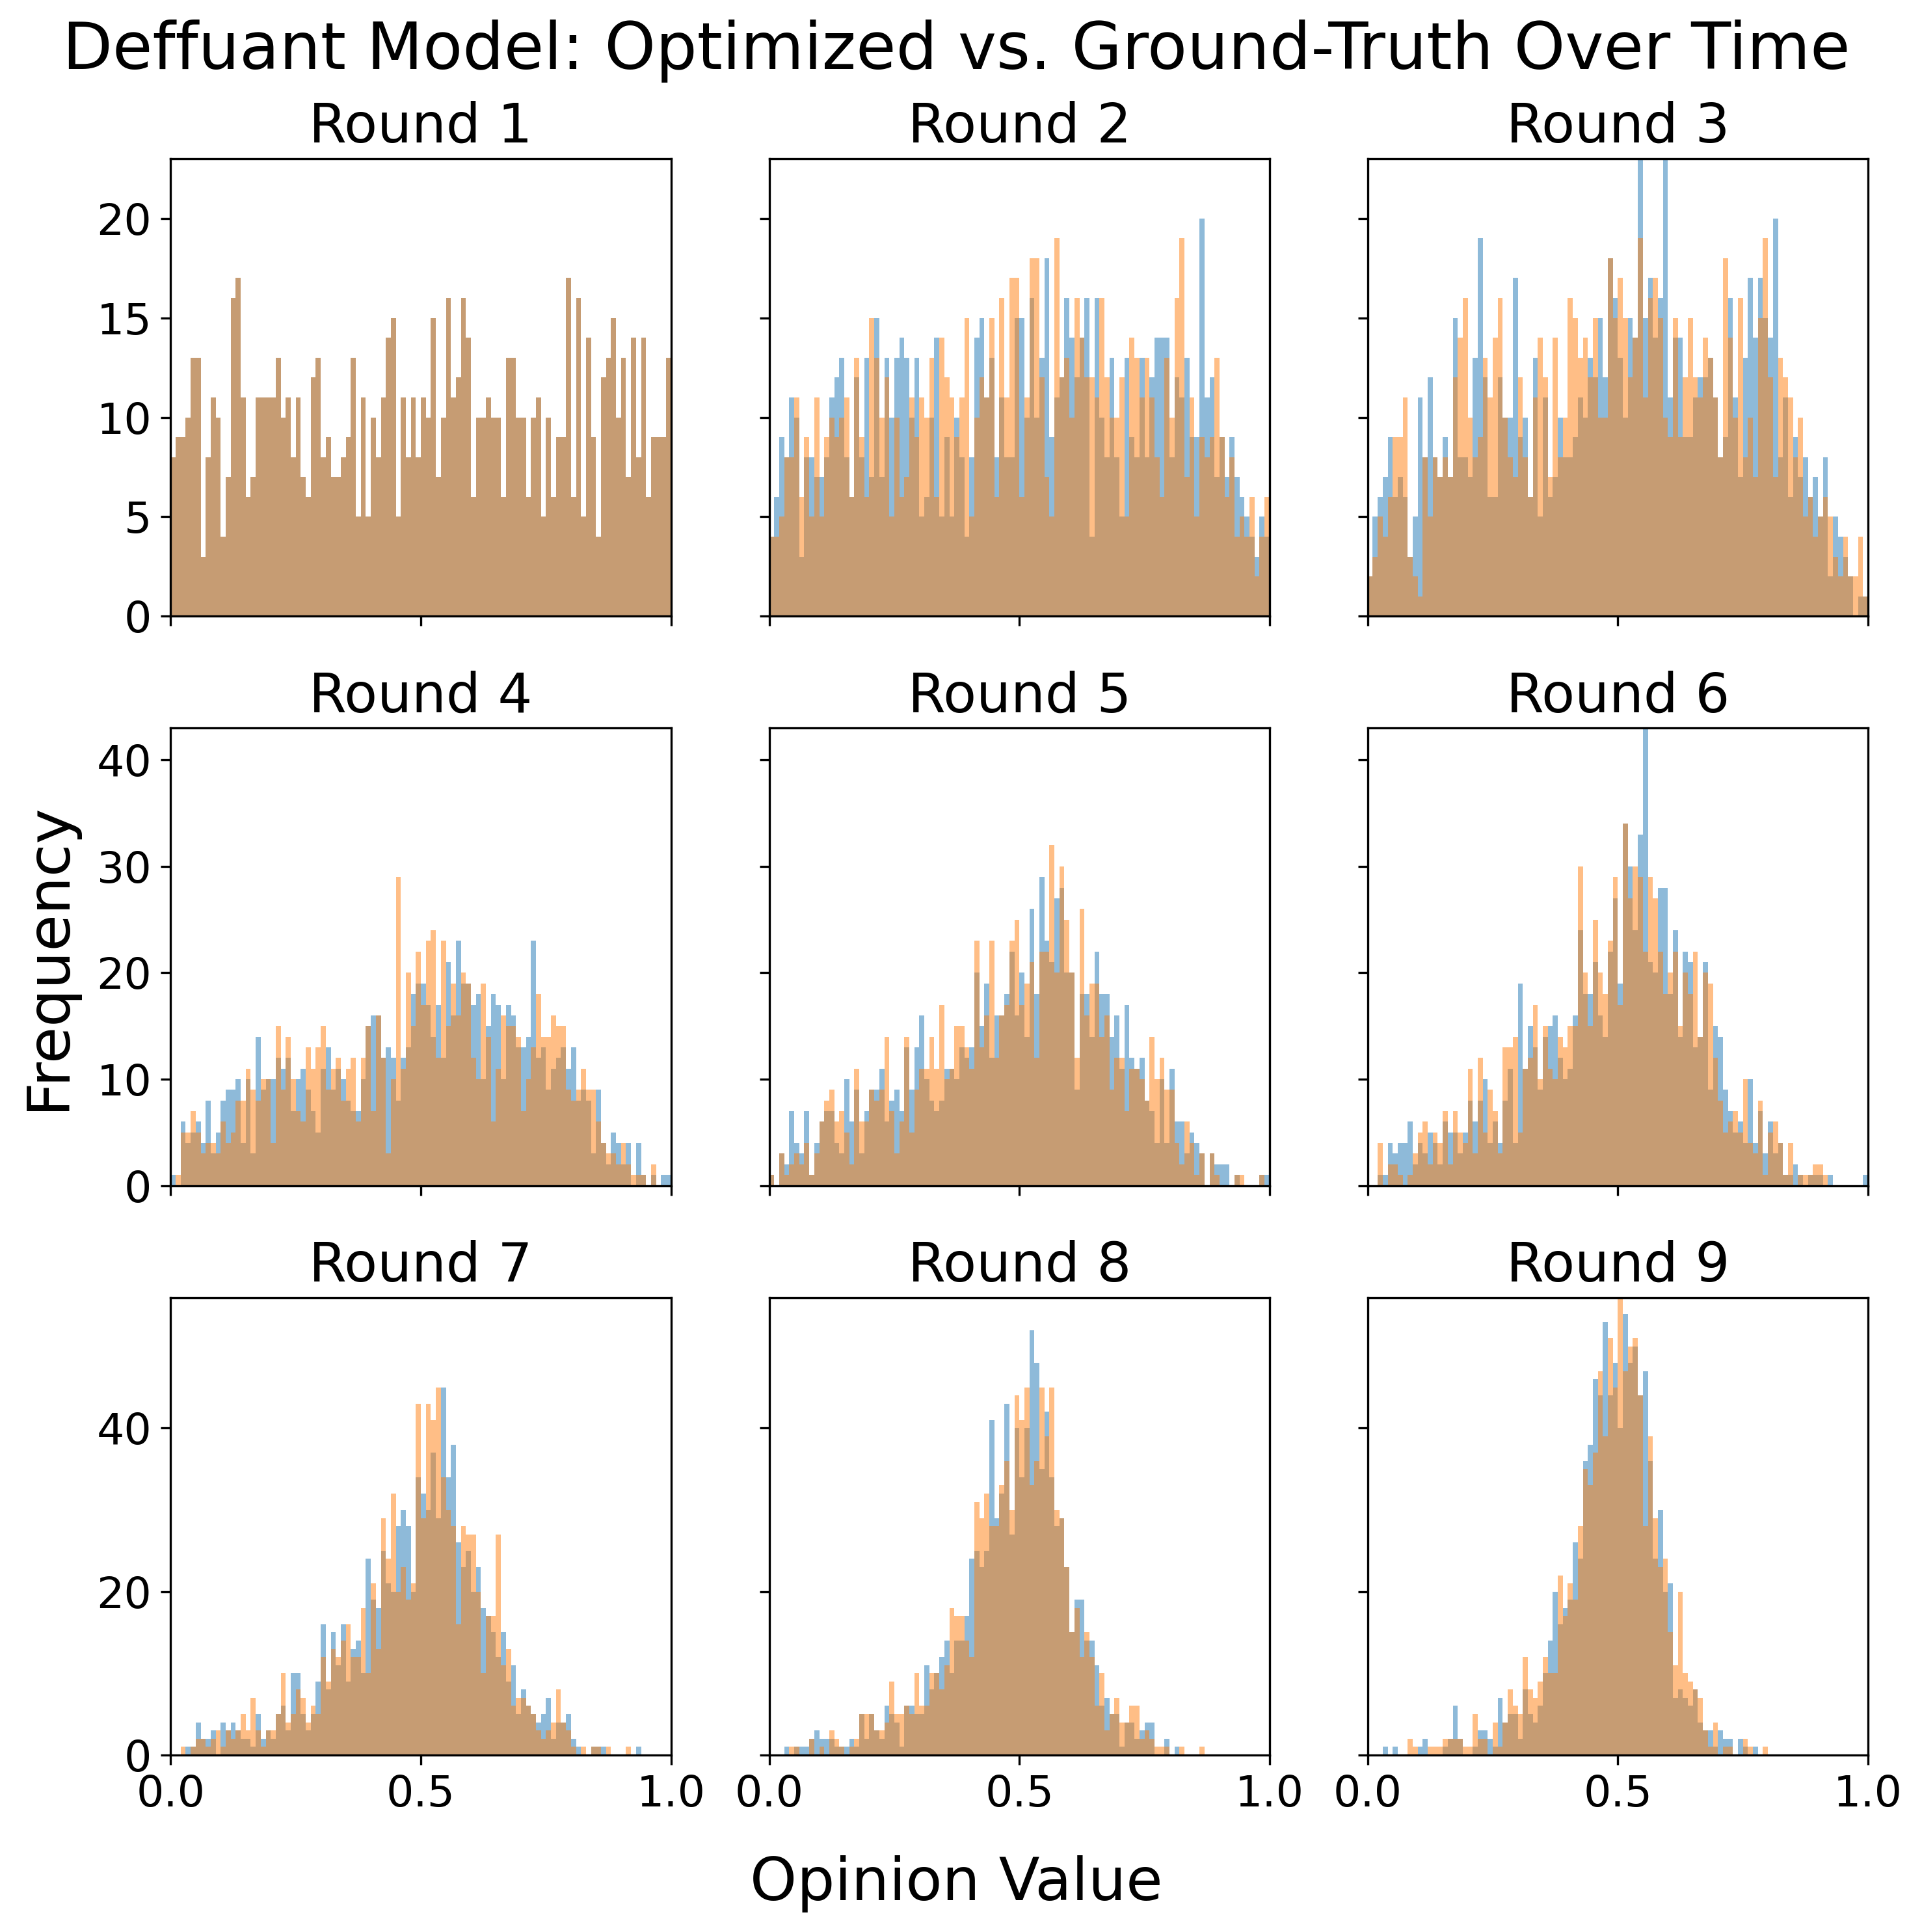 Deffuant Model: Optimized vs. Ground-Truth Over Time
Round 1
Round 2
Round 3
20
15
10
5
0
Round 4
Round 5
Round 6
40
30
20
10
0
Frequency
Round 7
Round 8
Round 9
40
20
0
0.0 0.5 1.0 0.0 0.5 1.0 0.0 0.5 1.0
Opinion Value